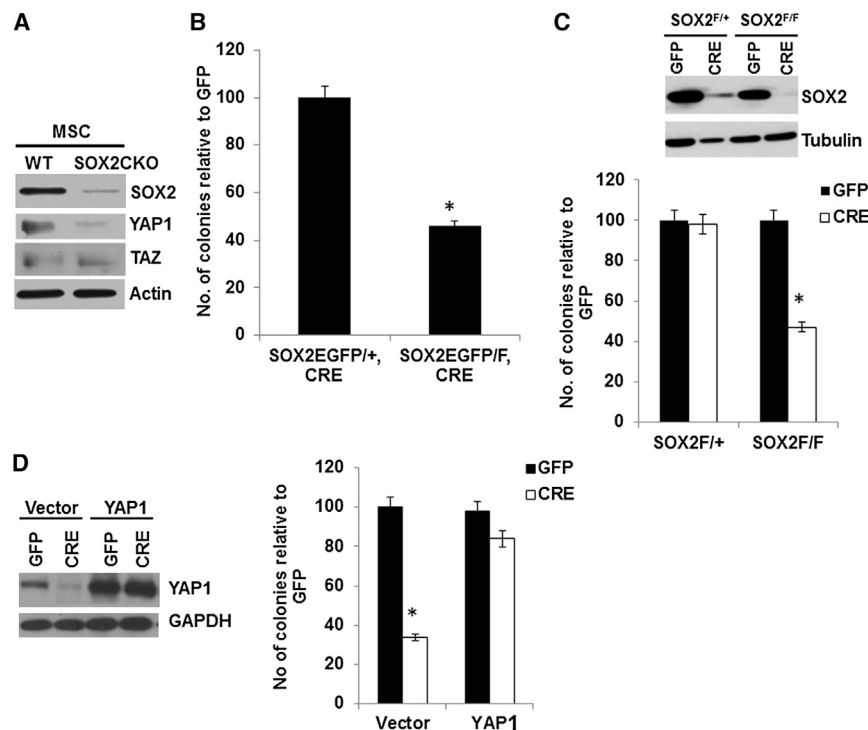 A
MSC
WT SOX2CKO
SOX2
YAP1
TAZ
Actin
B
No. of colonies relative to GFP
120
100
80
60
40
20
0
*
SOX2EGFP/+,
CRE
SOX2EGFP/F,
CRE
C
SOX2F/+ SOX2F/F
GFP CRE GFP CRE
SOX2
Tubulin
No. of colonies relative to
GFP
120
100
80
60
40
20
0
GFP
CRE
*
SOX2F/+ SOX2F/F
D
Vector YAP1
GFP CRE GFP CRE
YAP1
GAPDH
No of colonies relative to
GFP
120
100
80
60
40
20
0
GFP
CRE
*
Vector YAP1